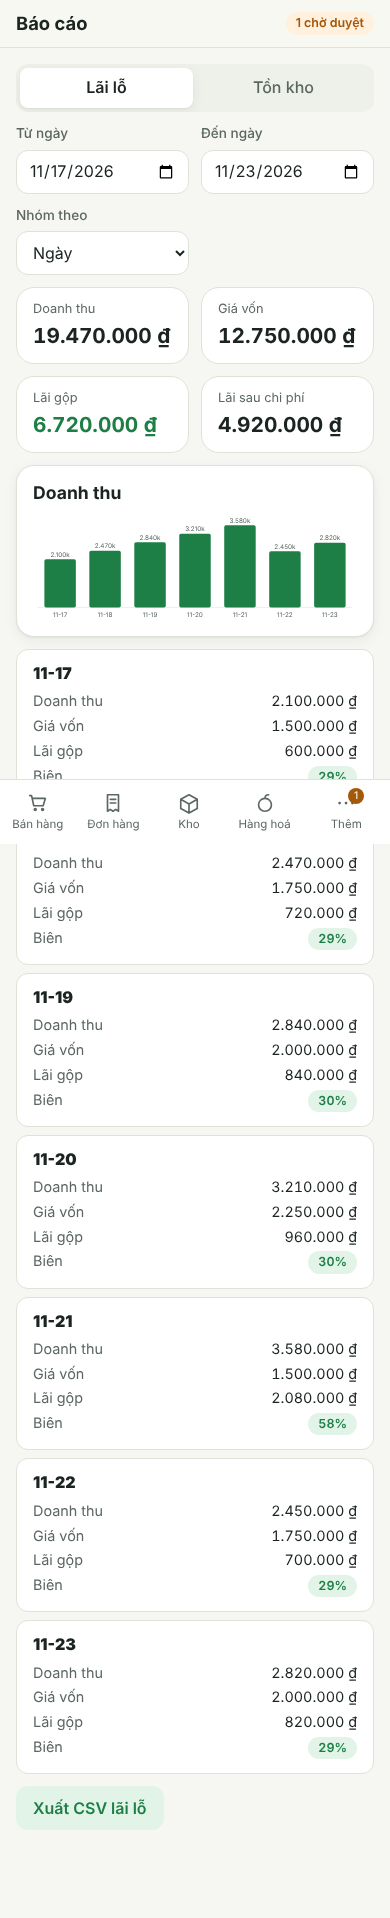 Báo cáo
1 chờ duyệt
Lãi lỗ
Tồn kho
Từ ngày
Đến ngày
11/17/2026
11/23/2026
Nhóm theo
Ngày
Doanh thu
Giá vốn
19.470.000 ₫
12.750.000 ₫
Lãi gộp
Lãi sau chi phí
6.720.000 ₫
4.920.000 ₫
Doanh thu
2.100k
2.470k
2.840k
3.210k
3.580k
2.450k
2.820k
11-17
11-18
11-19
11-20
11-21
11-22
11-23
11-17
Doanh thu 2.100.000 ₫
Giá vốn 1.500.000 ₫
Lãi gộp 600.000 ₫
Biên 29%
1
Bán hàng
Đơn hàng
Kho
Hàng hoá
Thêm
Doanh thu 2.470.000 ₫
Giá vốn 1.750.000 ₫
Lãi gộp 720.000 ₫
Biên 29%
11-19
Doanh thu 2.840.000 ₫
Giá vốn 2.000.000 ₫
Lãi gộp 840.000 ₫
Biên 30%
11-20
Doanh thu 3.210.000 ₫
Giá vốn 2.250.000 ₫
Lãi gộp 960.000 ₫
Biên 30%
11-21
Doanh thu 3.580.000 ₫
Giá vốn 1.500.000 ₫
Lãi gộp 2.080.000 ₫
Biên 58%
11-22
Doanh thu 2.450.000 ₫
Giá vốn 1.750.000 ₫
Lãi gộp 700.000 ₫
Biên 29%
11-23
Doanh thu 2.820.000 ₫
Giá vốn 2.000.000 ₫
Lãi gộp 820.000 ₫
Biên 29%
Xuất CSV lãi lỗ